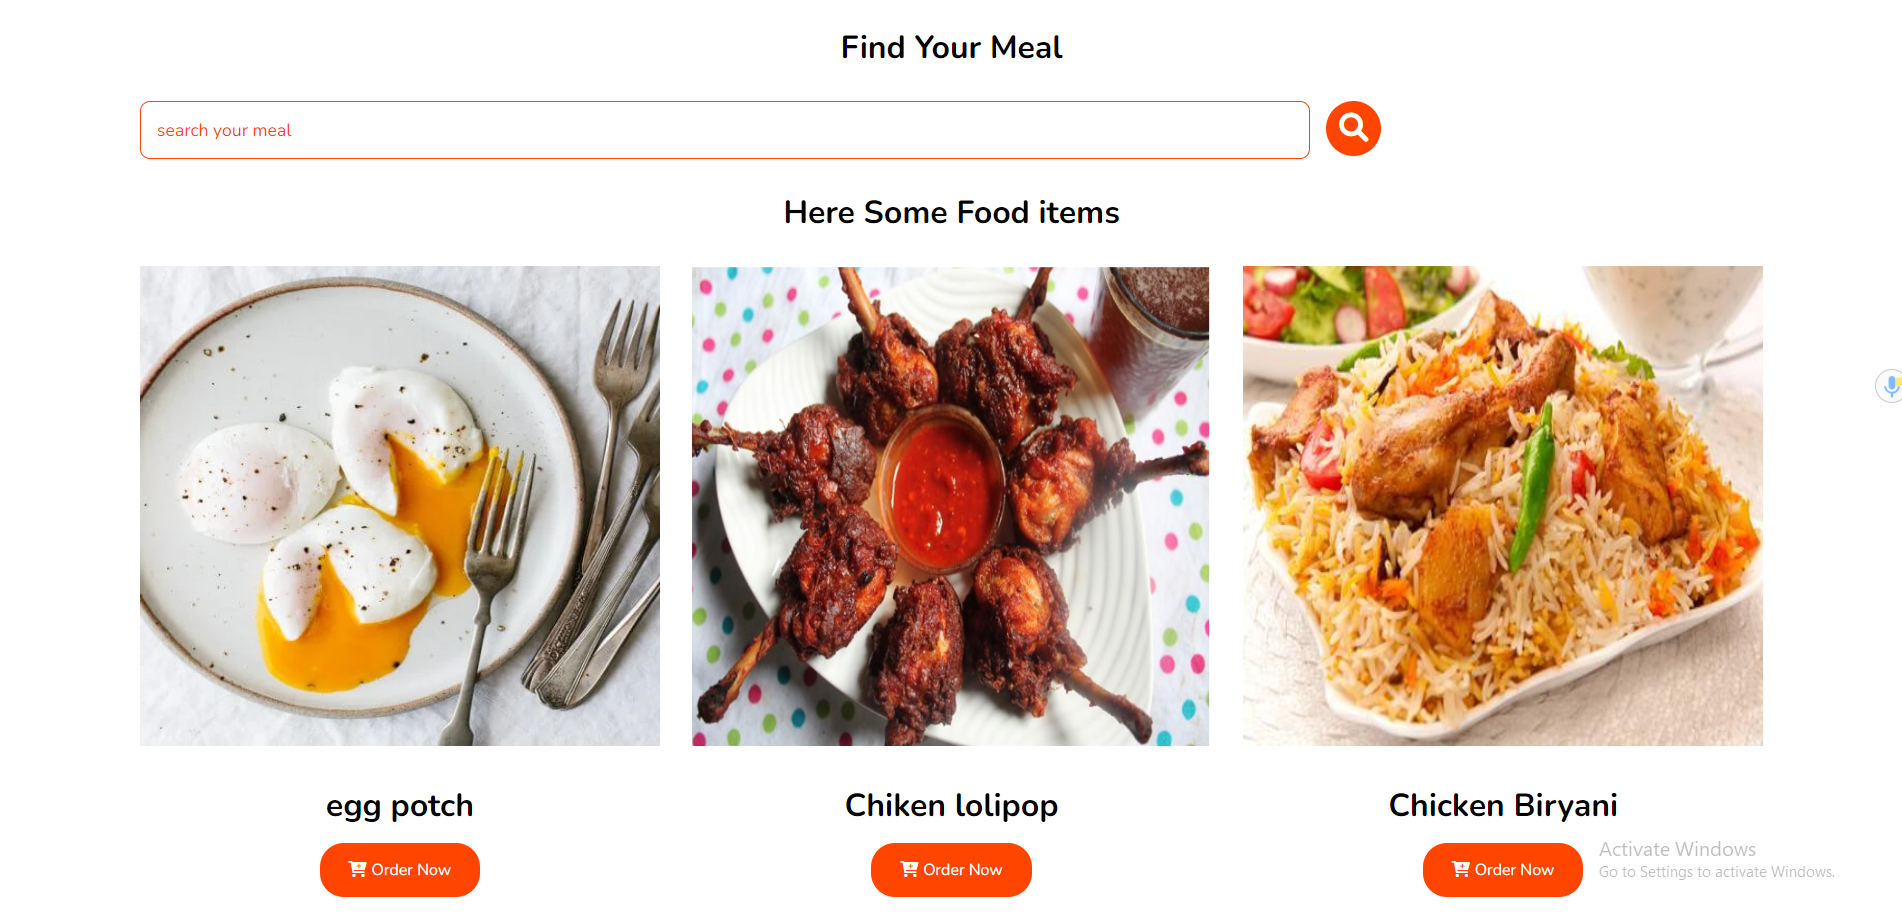 Find Your Meal
search your meal
Here Some Food items
egg potch
Chiken lolipop
Chicken Biryani
Order Now
Order Now
Order Now
Activate Windows
Go to Settings to activate Windows.